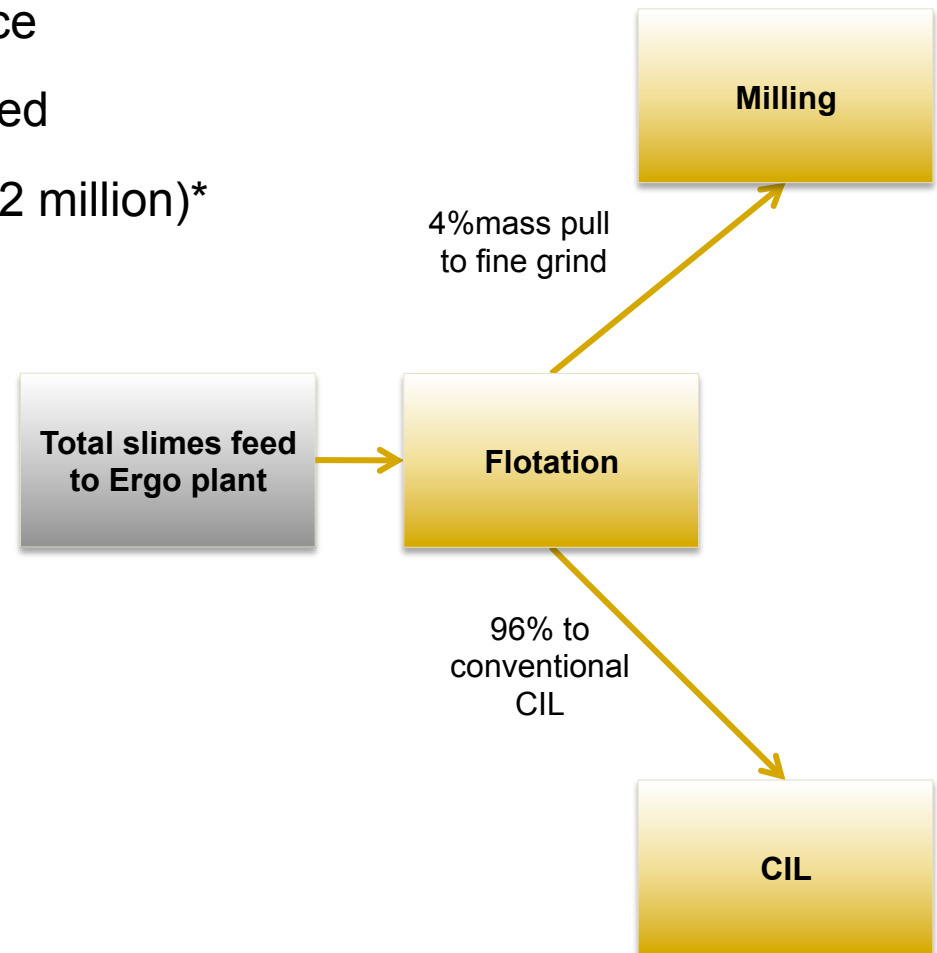 ce
ed
2 million)*
Milling
4%mass pull
to fine grind
Total slimes feed
to Ergo plant
Flotation
96% to
conventional
CIL
CIL